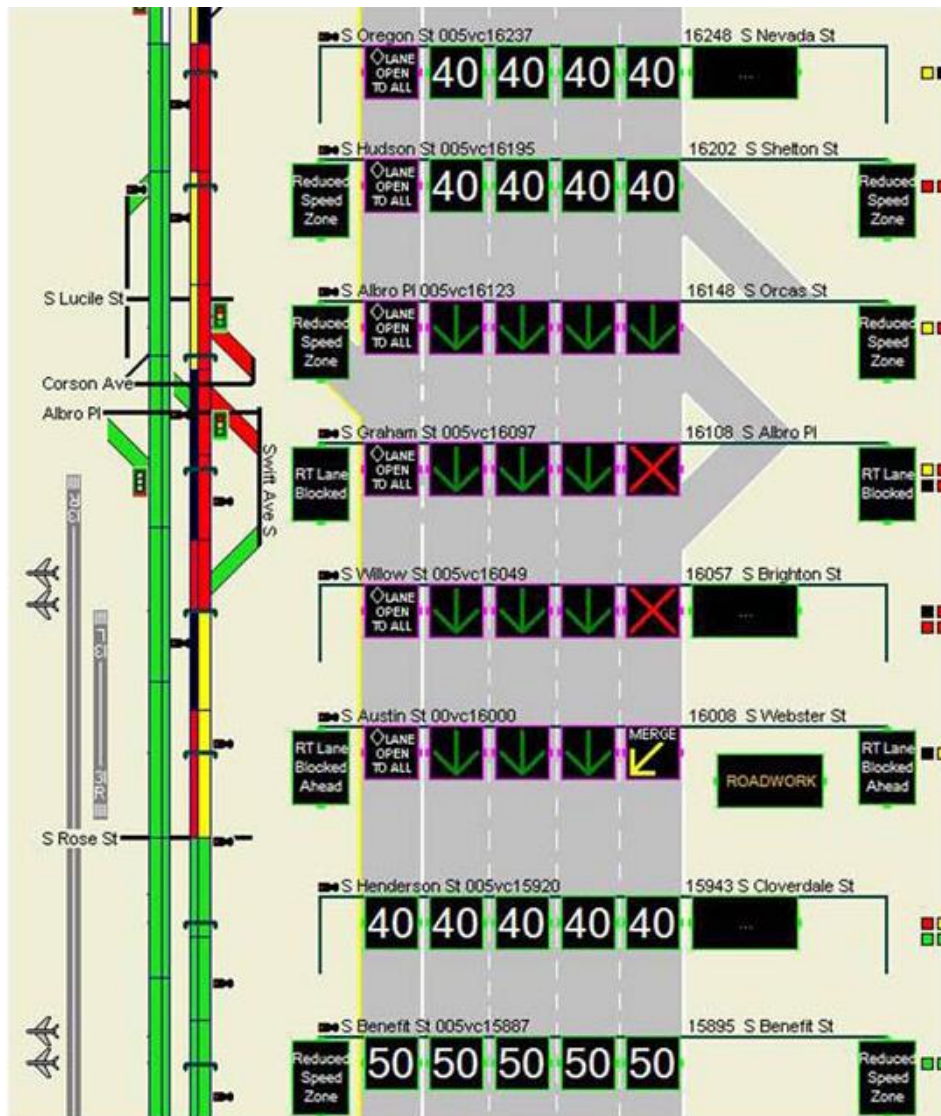 S Oregon St 005vc16237
16248 S Nevada St
LANE
OPEN
TO ALL
40
40
40
40
...
S Hudson St 005vc16195
16202 S Shelton St
Reduced
Speed
Zone
LANE
OPEN
TO ALL
40
40
40
40
Reduced
Speed
Zone
S Lucile St
S Albro Pl 005vc16123
16148 S Orcas St
Reduced
Speed
Zone
LANE
OPEN
TO ALL
Reduced
Speed
Zone
Corson Ave
Albro Pl
Swift Ave S
S Graham St 005vc16097
16108 S Albro Pl
RT Lane
Blocked
LANE
OPEN
TO ALL
RT Lane
Blocked
S Willow St 005vc16049
16057 S Brighton St
LANE
OPEN
TO ALL
...
S Austin St 00vc16000
16008 S Webster St
RT Lane
Blocked
Ahead
LANE
OPEN
TO ALL
MERGE
ROADWORK
RT Lane
Blocked
Ahead
S Rose St
S Henderson St 005vc15920
15943 S Cloverdale St
40
40
40
40
40
...
S Benefit St 005vc15887
15895 S Benefit St
Reduced
Speed
Zone
50
50
50
50
50
Reduced
Speed
Zone